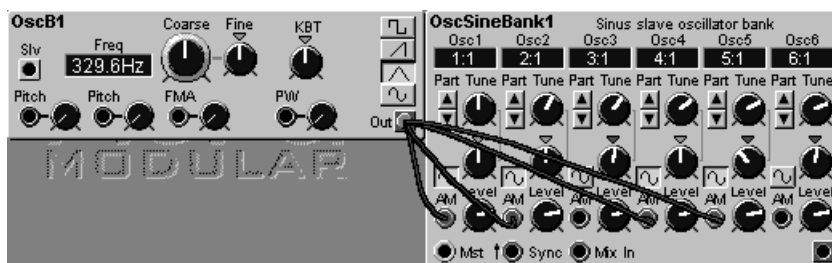 OscB1
Coarse Fine KBT
Slv Freq
329.6Hz
Pitch Pitch FMA PW
Out
MODULAR
OscSineBank1 Sinus slave oscillator bank
Osc1 Osc2 Osc3 Osc4 Osc5 Osc6
1:1 2:1 3:1 4:1 5:1 6:1
Part Tune Part Tune Part Tune Part Tune Part Tune Part Tune
Level Level Level Level Level Level
AM AM AM AM AM AM
Mst Sync Mix In